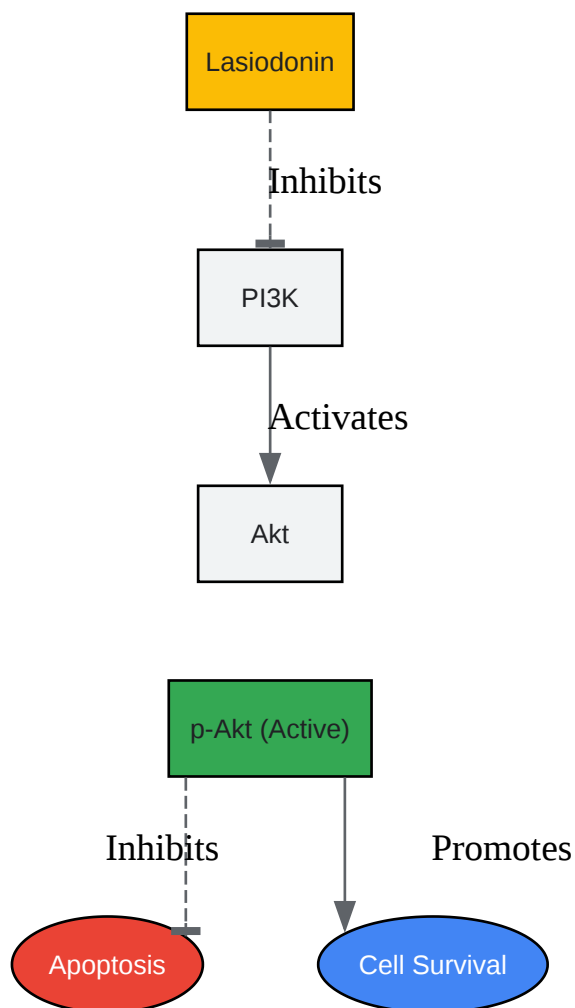 Lasiodonin
Inhibits
PI3K
Activates
Akt
p-Akt (Active)
Inhibits
Promotes
Apoptosis
Cell Survival